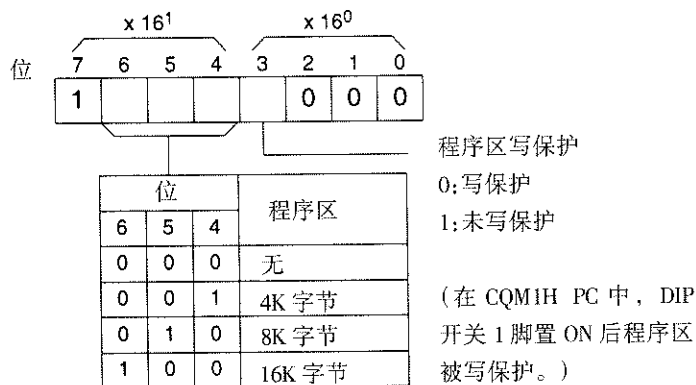 x 16¹ x 16⁰
位 7 6 5 4 3 2 1 0
1 0 0 0
程序区写保护
0:写保护
1:未写保护
位 程序区
6 5 4
0 0 0 无
0 0 1 4K 字节
0 1 0 8K 字节
1 0 0 16K 字节
(在 CQM1H PC 中，DIP
开关 1 脚置 ON 后程序区
被写保护。)